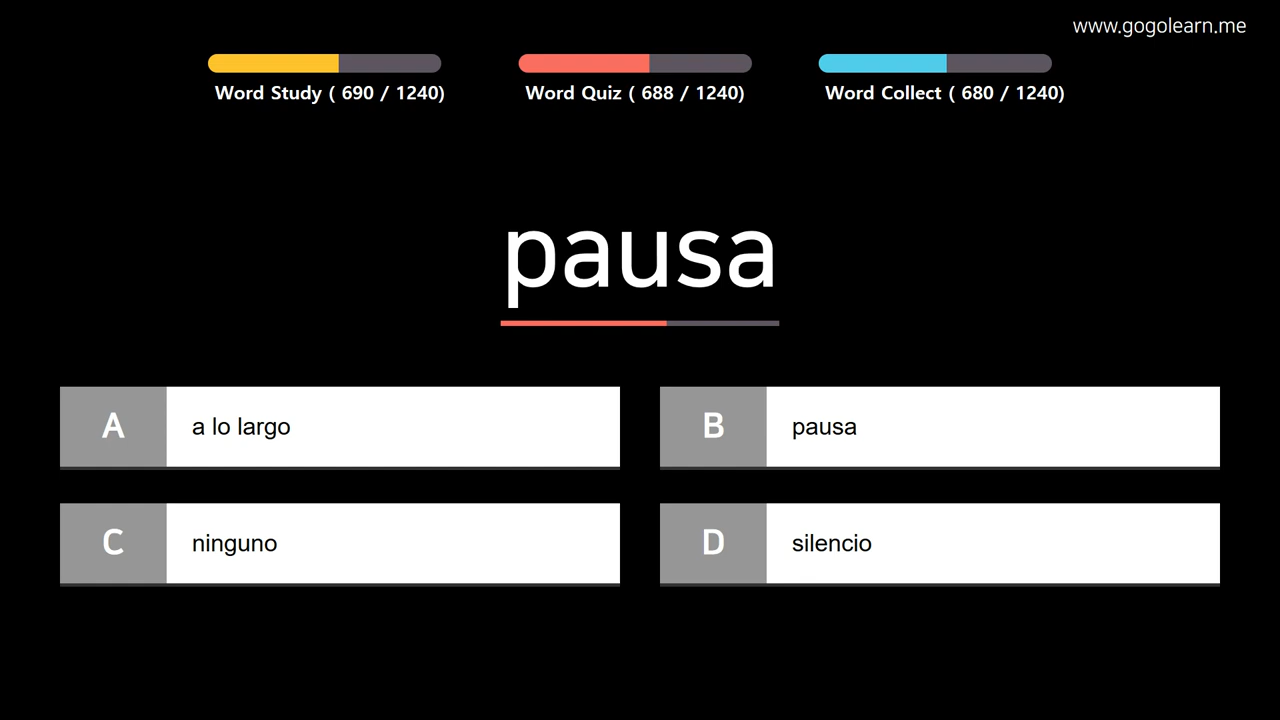 www.gogolearn.me
Word Study ( 690 / 1240)
Word Quiz ( 688 / 1240)
Word Collect ( 680 / 1240)
pausa
A a lo largo
B pausa
C ninguno
D silencio